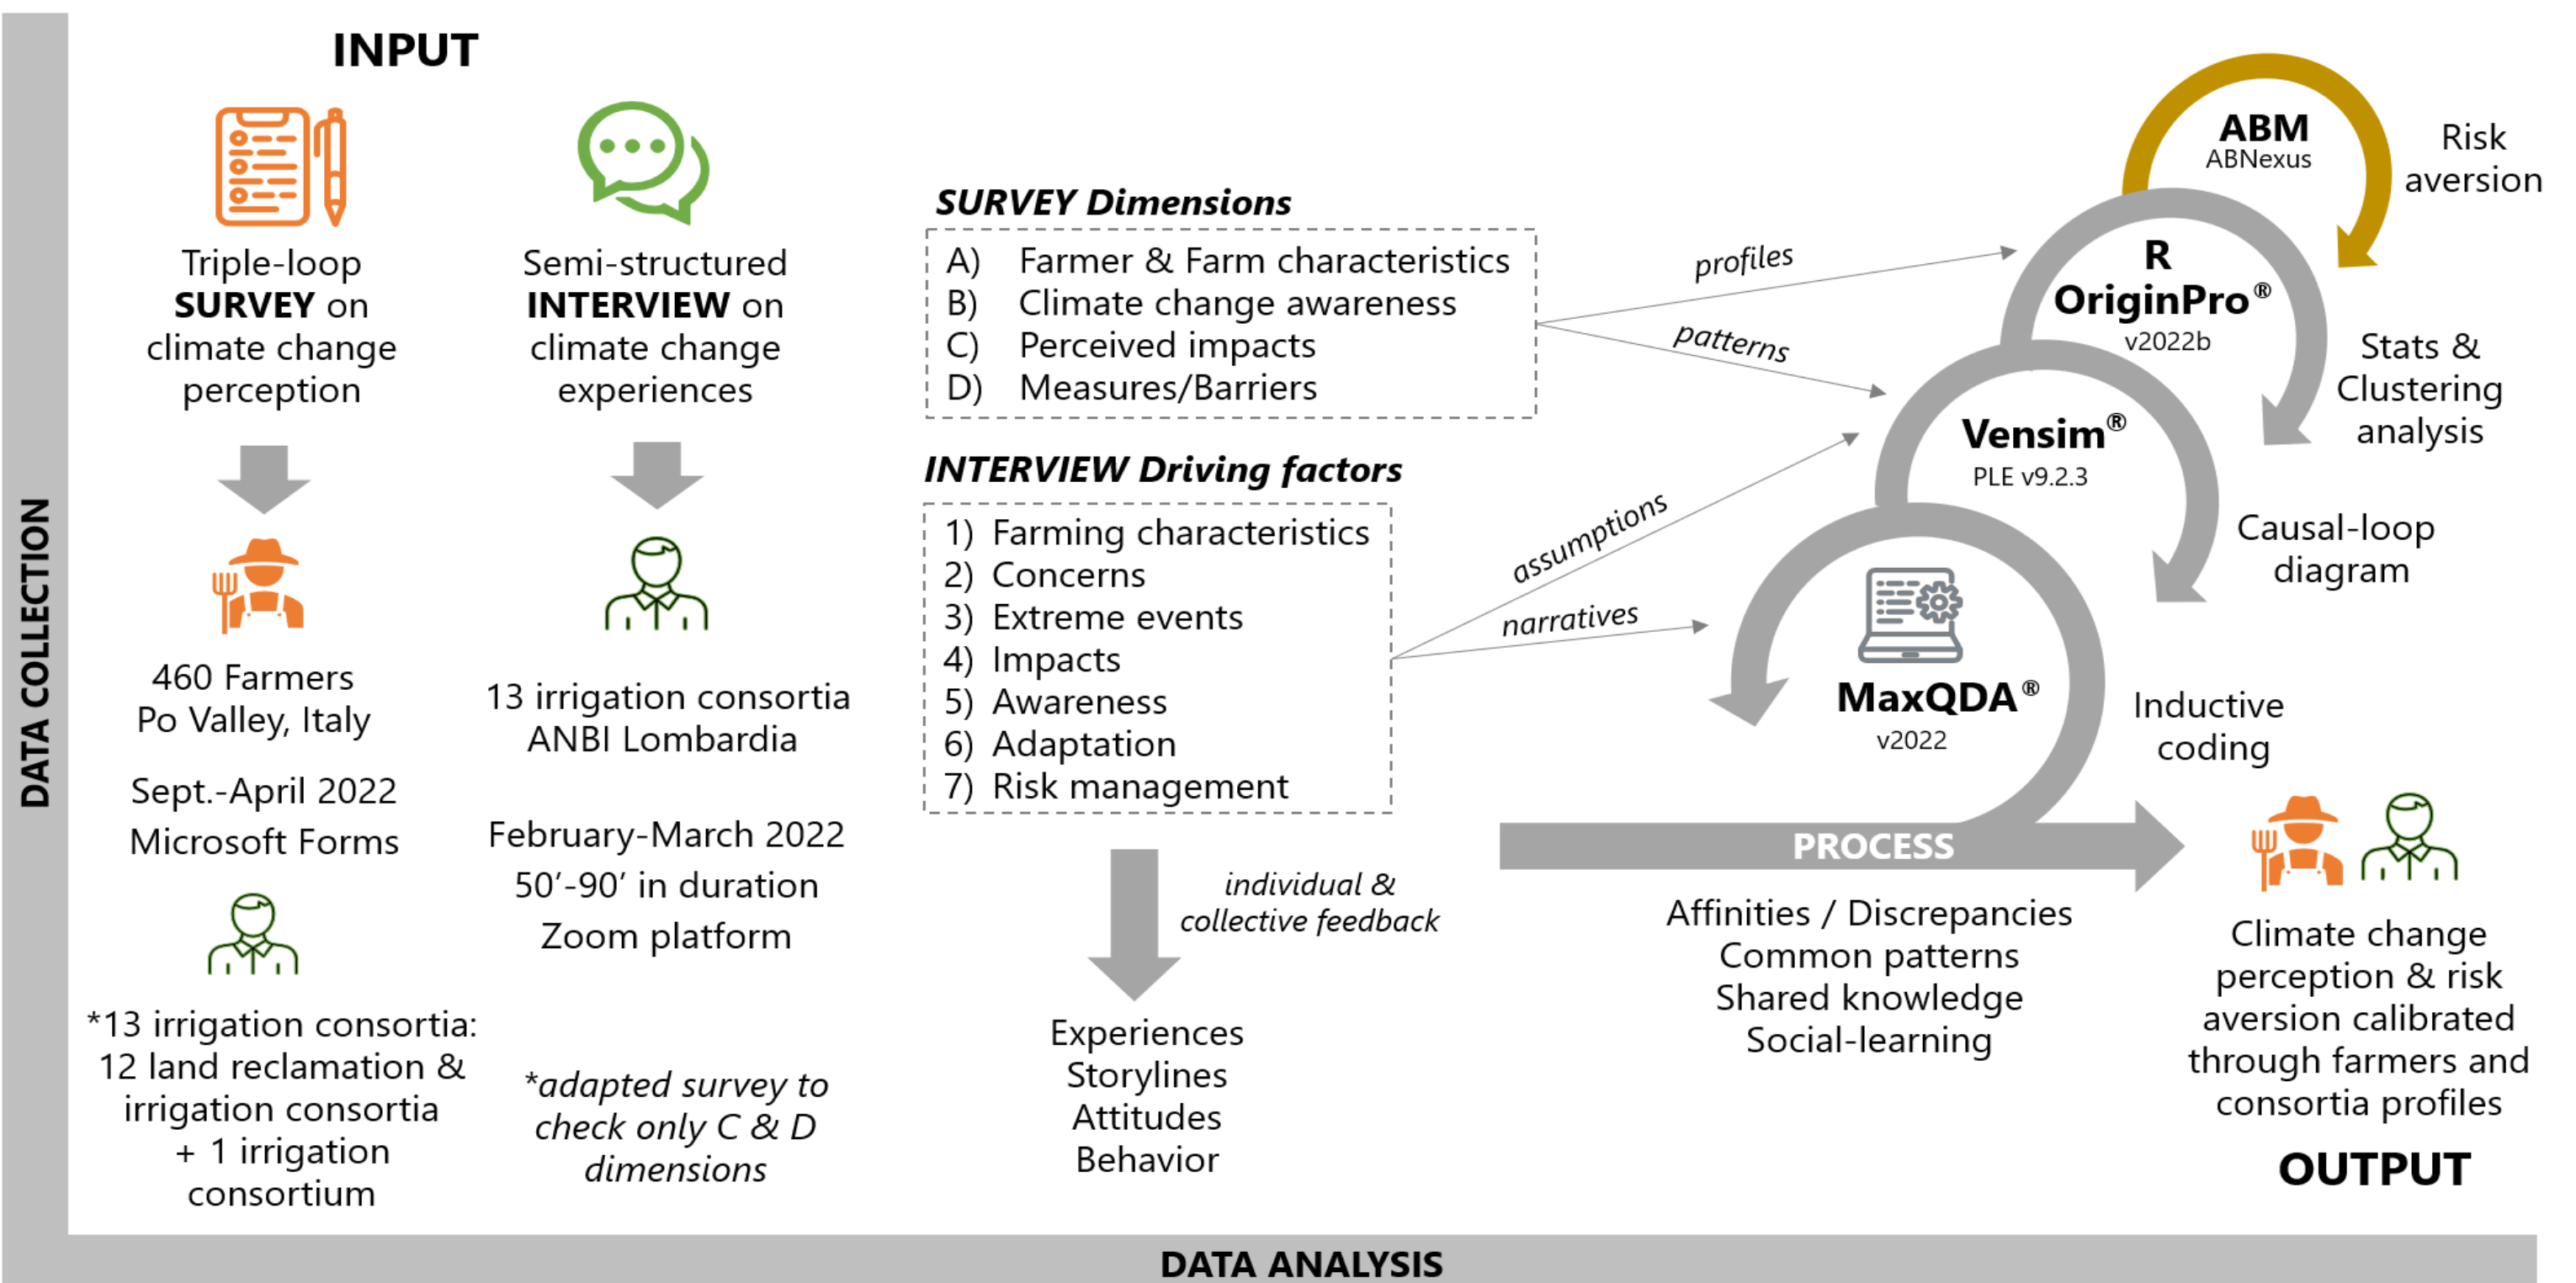 INPUT
Triple-loop
SURVEY on
climate change
perception
460 Farmers
Po Valley, Italy
Sept.-April 2022
Microsoft Forms
*13 irrigation consortia:
12 land reclamation &
irrigation consortia
+ 1 irrigation
consortium
Semi-structured
INTERVIEW on
climate change
experiences
13 irrigation consortia
ANBI Lombardia
February-March 2022
50’-90’ in duration
Zoom platform
*adapted survey to
check only C & D
dimensions
DATA COLLECTION
SURVEY Dimensions
A) Farmer & Farm characteristics
B) Climate change awareness
C) Perceived impacts
D) Measures/Barriers
INTERVIEW Driving factors
1) Farming characteristics
2) Concerns
3) Extreme events
4) Impacts
5) Awareness
6) Adaptation
7) Risk management
individual &
collective feedback
Experiences
Storylines
Attitudes
Behavior
profiles
patterns
assumptions
narratives
ABM
ABNexus
Risk
aversion
R
OriginPro®
v2022b
Stats &
Clustering
analysis
Vensim®
PLE v9.2.3
Causal-loop
diagram
MaxQDA®
v2022
Inductive
coding
PROCESS
Affinities / Discrepancies
Common patterns
Shared knowledge
Social-learning
Climate change
perception & risk
aversion calibrated
through farmers and
consortia profiles
OUTPUT
DATA ANALYSIS